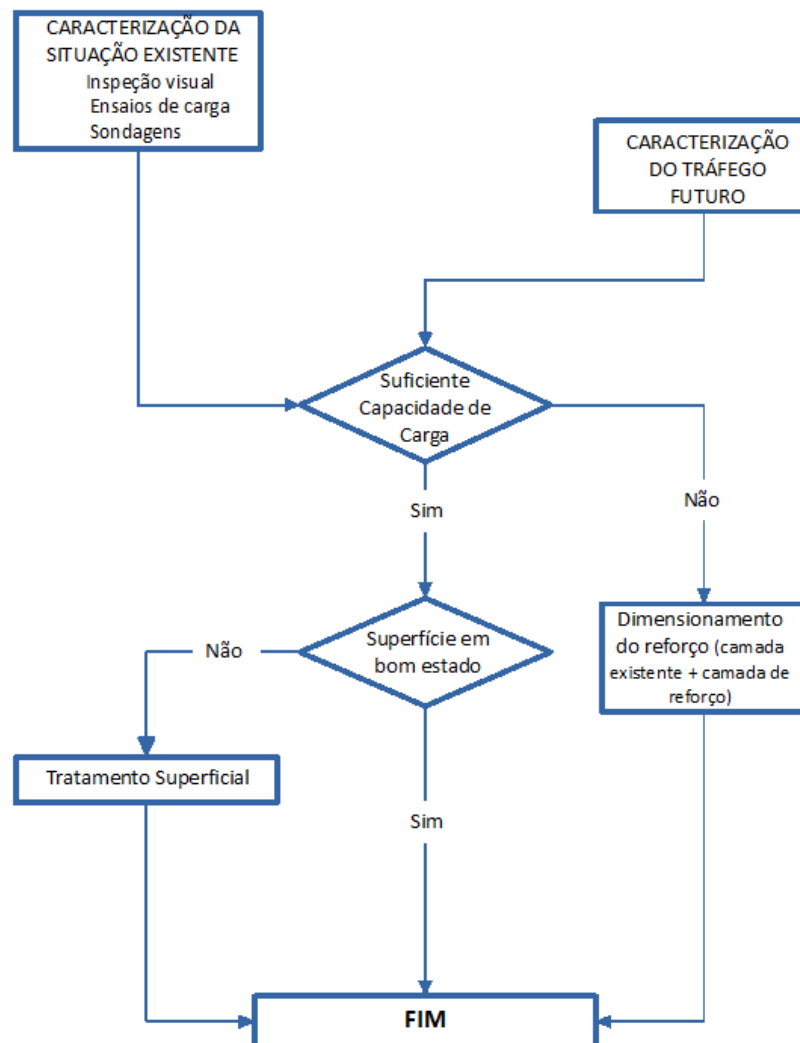 CARACTERIZAÇÃO DA
SITUAÇÃO EXISTENTE
Inspeção visual
Ensaios de carga
Sondagens
CARACTERIZAÇÃO
DO TRÁFEGO
FUTURO
Suficiente
Capacidade de
Carga
Sim
Não
Superfície em
bom estado
Não
Dimensionamento
do reforço (camada
existente + camada de
reforço)
Tratamento Superficial
Sim
FIM